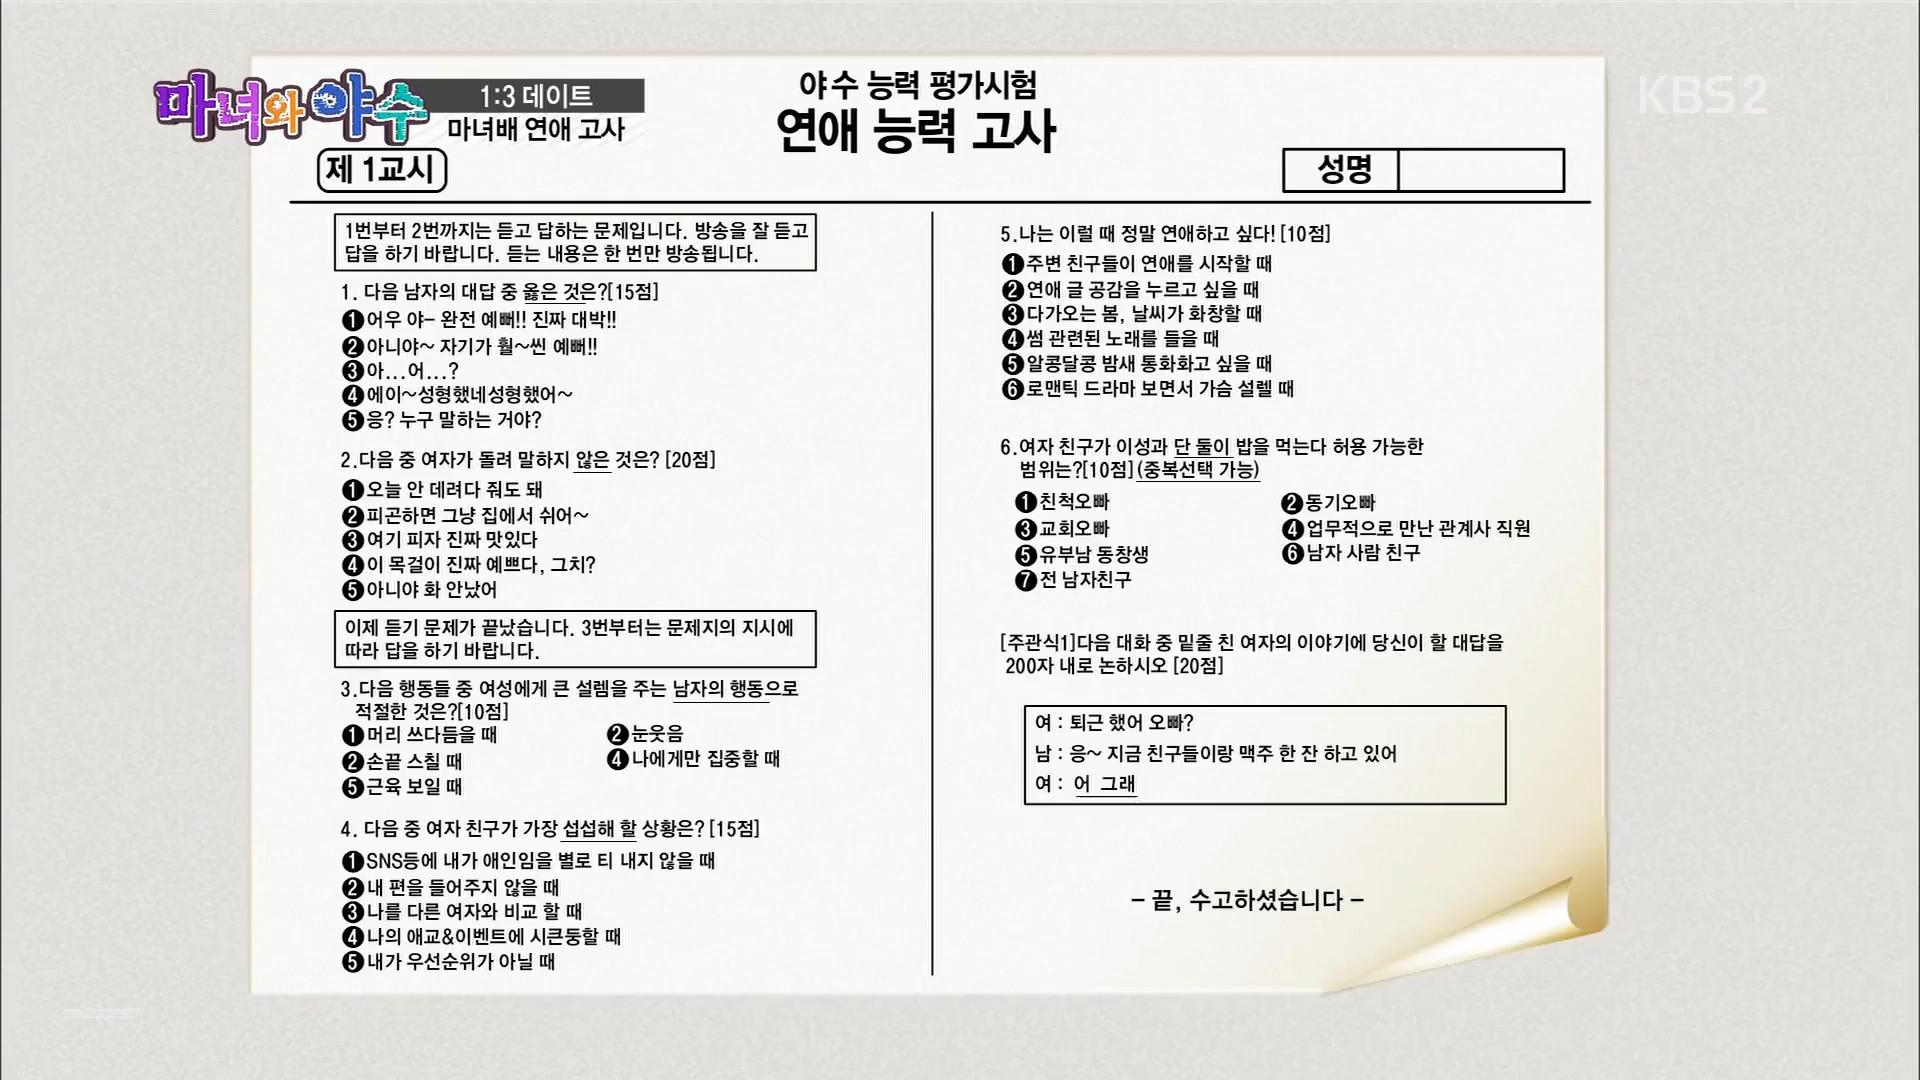 마녀와 야수
1:3 데이트
마녀배 연애 고사
KBS2
야수 능력 평가시험
연애 능력 고사
제 1교시
성명
1번부터 2번까지는 듣고 답하는 문제입니다. 방송을 잘 듣고
답을 하기 바랍니다. 듣는 내용은 한 번만 방송됩니다.
1. 다음 남자의 대답 중 옳은 것은?[15점]
❶어우 야- 완전 예뻐!! 진짜 대박!!
❷아니야~ 자기가 훨~씬 예뻐!!
❸아...어...?
❹에이~성형했네성형했어~
❺응? 누구 말하는 거야?
2.다음 중 여자가 돌려 말하지 않은 것은? [20점]
❶오늘 안 데려다 줘도 돼
❷피곤하면 그냥 집에서 쉬어~
❸여기 피자 진짜 맛있다
❹이 목걸이 진짜 예쁘다, 그치?
❺아니야 화 안났어
이제 듣기 문제가 끝났습니다. 3번부터는 문제지의 지시에
따라 답을 하기 바랍니다.
3.다음 행동들 중 여성에게 큰 설렘을 주는 남자의 행동으로
적절한 것은?[10점]
❶머리 쓰다듬을 때 ❷눈웃음
❷손끝 스칠 때 ❹나에게만 집중할 때
❺근육 보일 때
4. 다음 중 여자 친구가 가장 섭섭해 할 상황은? [15점]
❶SNS등에 내가 애인임을 별로 티 내지 않을 때
❷내 편을 들어주지 않을 때
❸나를 다른 여자와 비교 할 때
❹나의 애교&이벤트에 시큰둥할 때
❺내가 우선순위가 아닐 때
5.나는 이럴 때 정말 연애하고 싶다! [10점]
❶주변 친구들이 연애를 시작할 때
❷연애 글 공감을 누르고 싶을 때
❸다가오는 봄, 날씨가 화창할 때
❹썸 관련된 노래를 들을 때
❺알콩달콩 밤새 통화화고 싶을 때
❻로맨틱 드라마 보면서 가슴 설렐 때
6.여자 친구가 이성과 단 둘이 밥을 먹는다 허용 가능한
범위는?[10점] (중복선택 가능)
❶친척오빠 ❷동기오빠
❸교회오빠 ❹업무적으로 만난 관계사 직원
❺유부남 동창생 ❻남자 사람 친구
❼전 남자친구
[주관식1]다음 대화 중 밑줄 친 여자의 이야기에 당신이 할 대답을
200자 내로 논하시오 [20점]
여 : 퇴근 했어 오빠?
남 : 응~ 지금 친구들이랑 맥주 한 잔 하고 있어
여 : 어 그래
- 끝, 수고하셨습니다 -